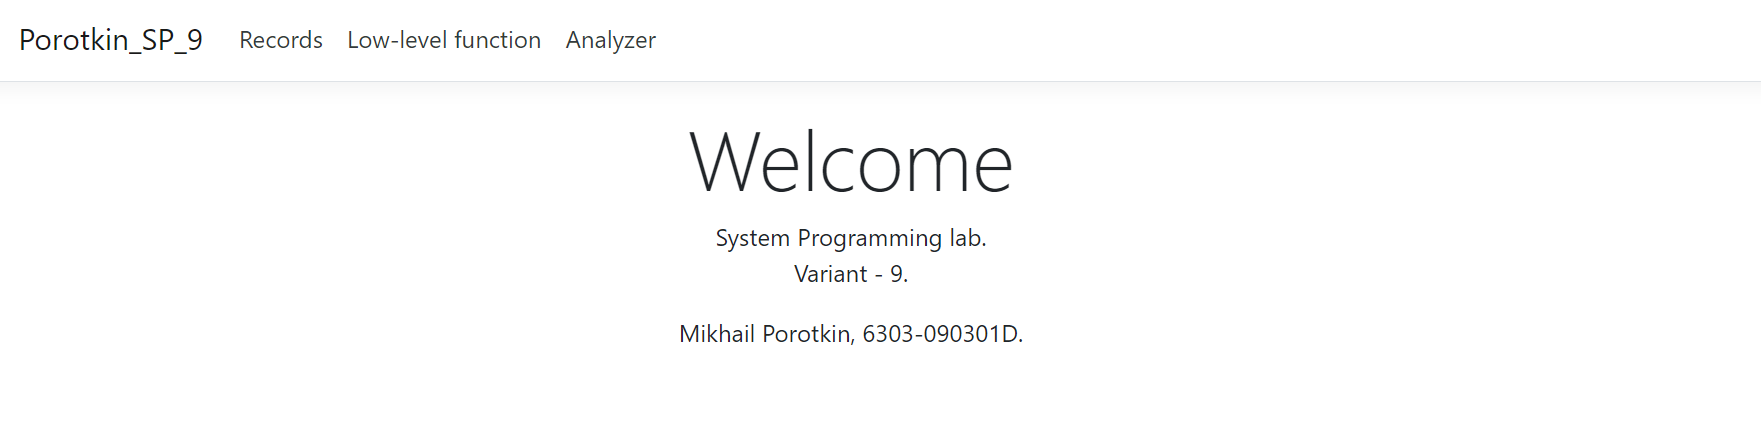 Porotkin_SP_9 Records Low-level function Analyzer
Welcome
System Programming lab.
Variant - 9.
Mikhail Porotkin, 6303-090301D.